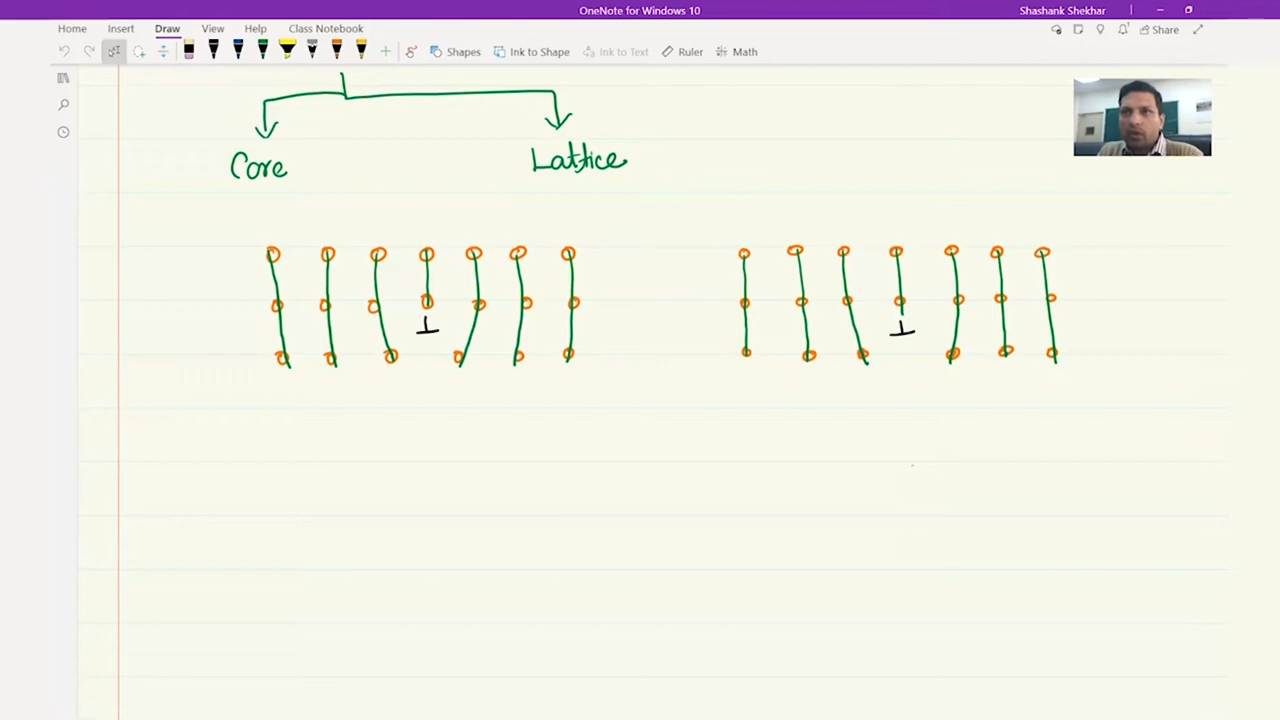 OneNote for Windows 10
Shashank Shekhar
Home Insert Draw View Help Class Notebook
Shapes Ink to Shape Ink to Text Ruler Math
Share
Core Lattice